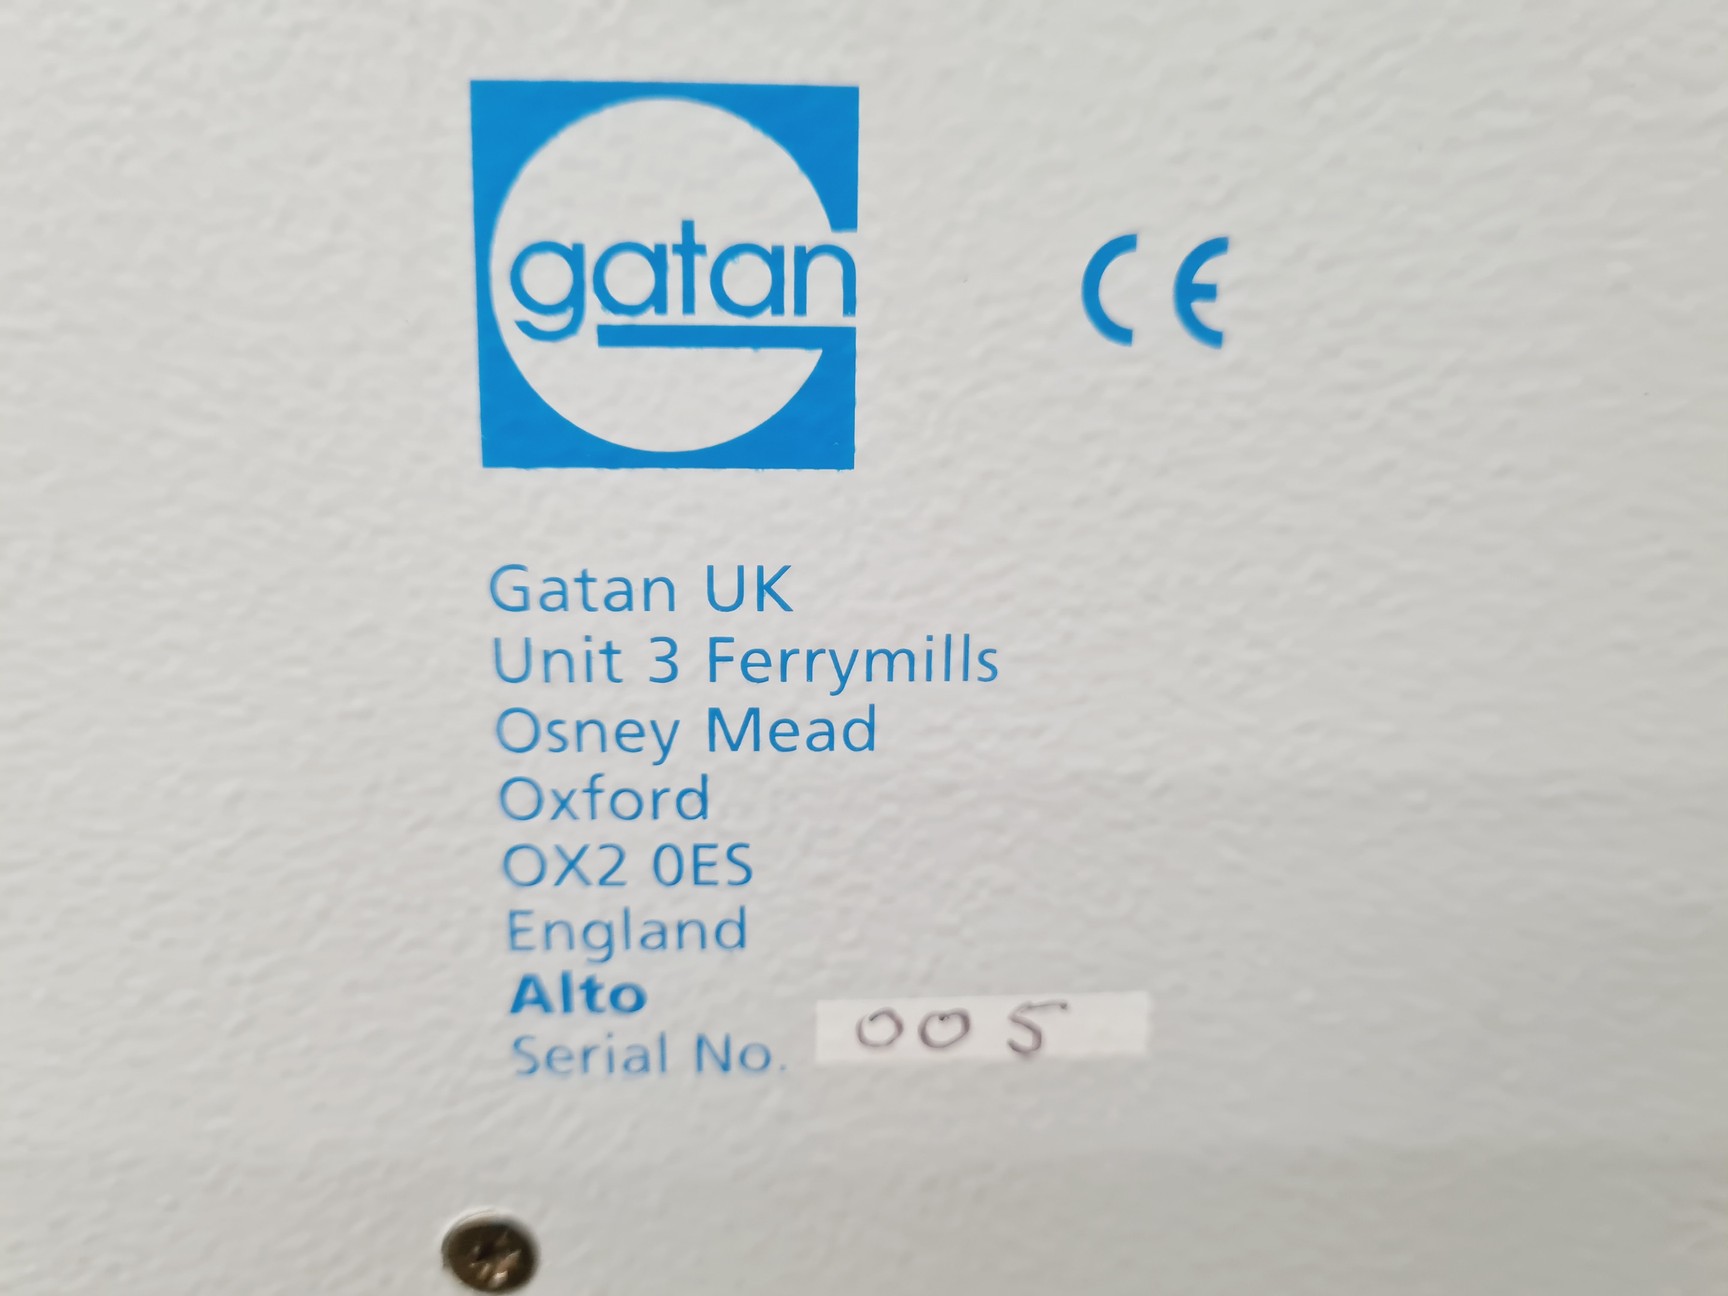 gatan
CE
Gatan UK
Unit 3 Ferrymills
Osney Mead
Oxford
OX2 0ES
England
Alto
Serial No. 005